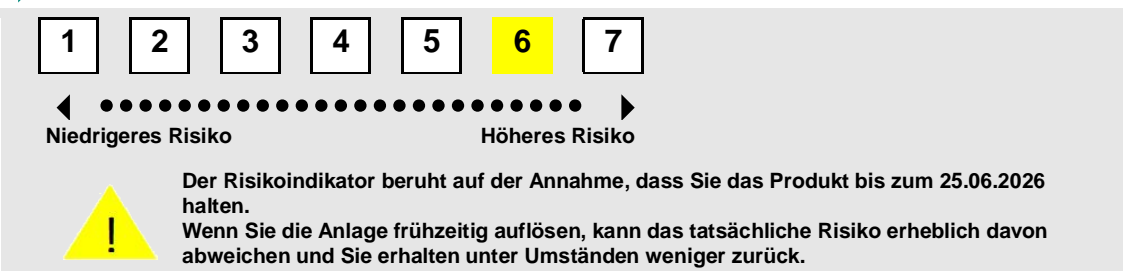 1 2 3 4 5 6 7
Niedrigeres Risiko Höheres Risiko
Der Risikoindikator beruht auf der Annahme, dass Sie das Produkt bis zum 25.06.2026
halten.
Wenn Sie die Anlage frühzeitig auflösen, kann das tatsächliche Risiko erheblich davon
abweichen und Sie erhalten unter Umständen weniger zurück.
!